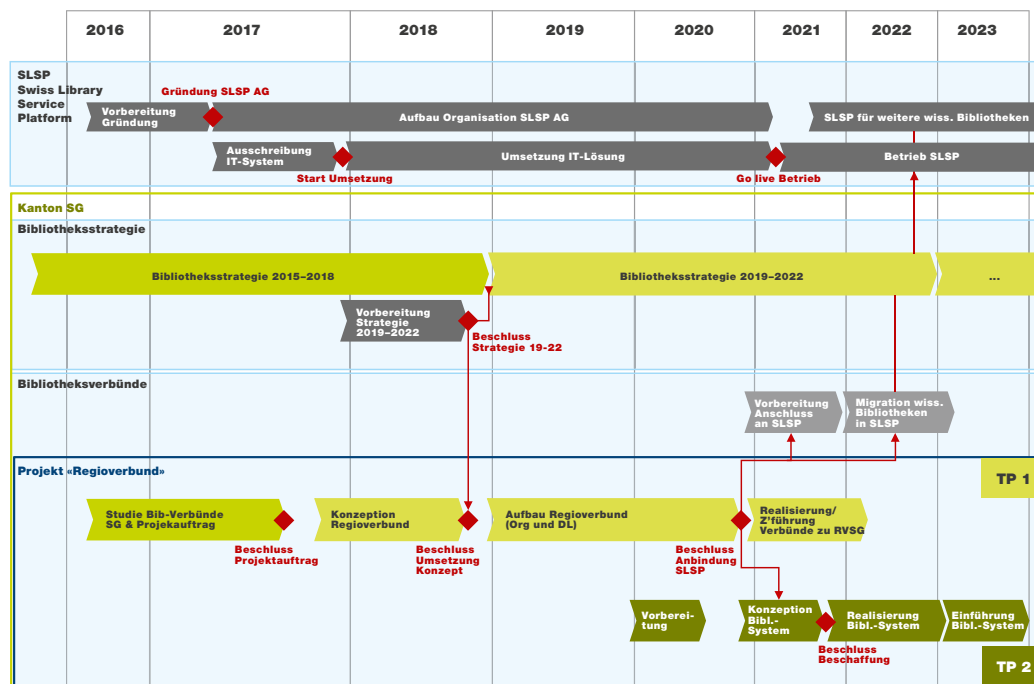 2016 2017 2018 2019 2020 2021 2022 2023
SLSP
Swiss Library
Service
Platform
Gründung SLSP AG
Vorbereitung
Gründung
Aufbau Organisation SLSP AG
SLSP für weitere wiss. Bibliotheken
Ausschreibung
IT-System
Umsetzung IT-Lösung
Betrieb SLSP
Start Umsetzung
Go live Betrieb
Kanton SG
Bibliotheksstrategie
Bibliotheksstrategie 2015–2018
Bibliotheksstrategie 2019–2022
...
Vorbereitung
Strategie
2019–2022
Beschluss
Strategie 19-22
Bibliotheksverbünde
Vorbereitung
Anschluss
an SLSP
Migration wiss.
Bibliotheken
in SLSP
Projekt «Regioverbund»
TP 1
Studie Bib-Verbünde
SG & Projekauftrag
Konzeption
Regioverbund
Aufbau Regioverbund
(Org und DL)
Realisierung/
Z'führung
Verbünde zu RVSG
Beschluss
Projektauftrag
Beschluss
Umsetzung
Konzept
Beschluss
Anbindung
SLSP
Vorberei-
tung
Konzeption
Bibl.-
System
Realisierung
Bibl.-System
Einführung
Bibl.-System
Beschluss
Beschaffung
TP 2